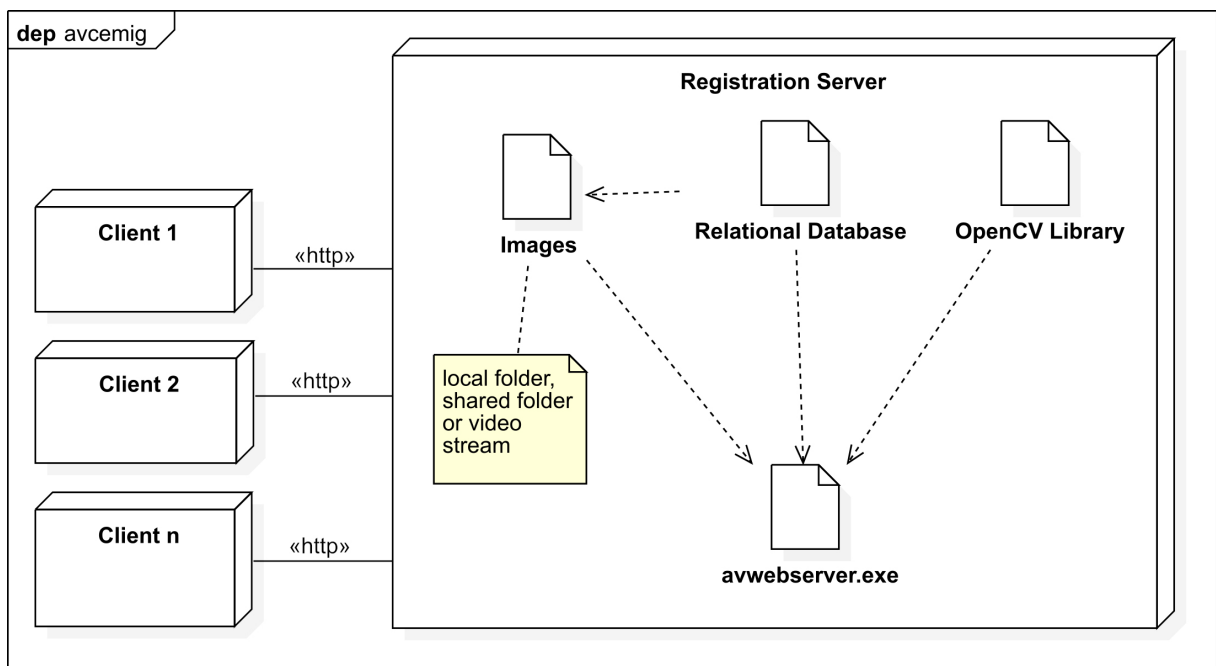 dep avcemig
Registration Server
Images
Relational Database
OpenCV Library
Client 1
«http»
Client 2
«http»
local folder,
shared folder
or video
stream
Client n
«http»
avwebserver.exe